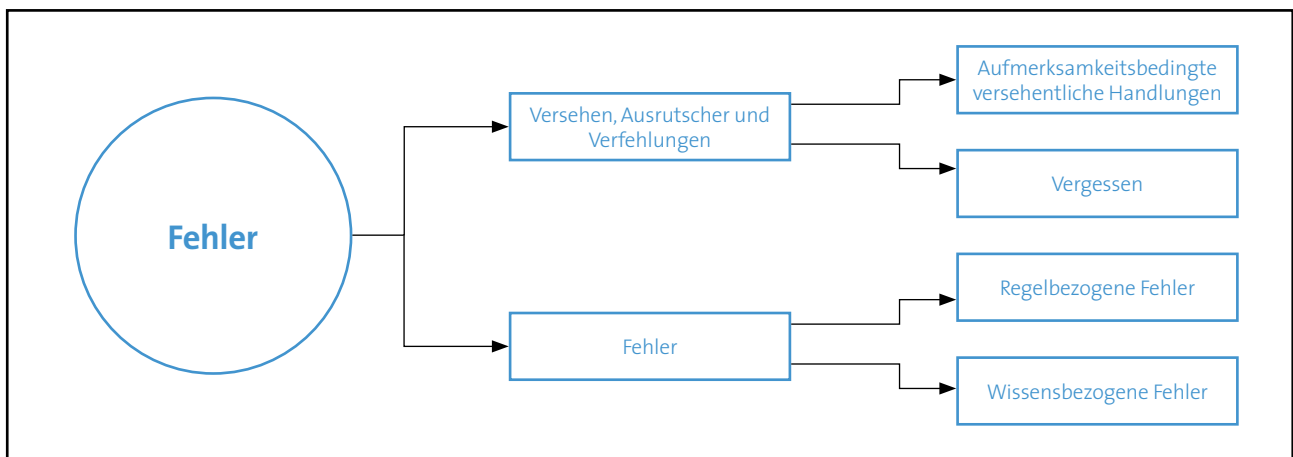 Fehler
Versehen, Ausrutscher und
Verfehlungen
Aufmerksamkeitsbedingte
versehentliche Handlungen
Vergessen
Fehler
Regelbezogene Fehler
Wissensbezogene Fehler